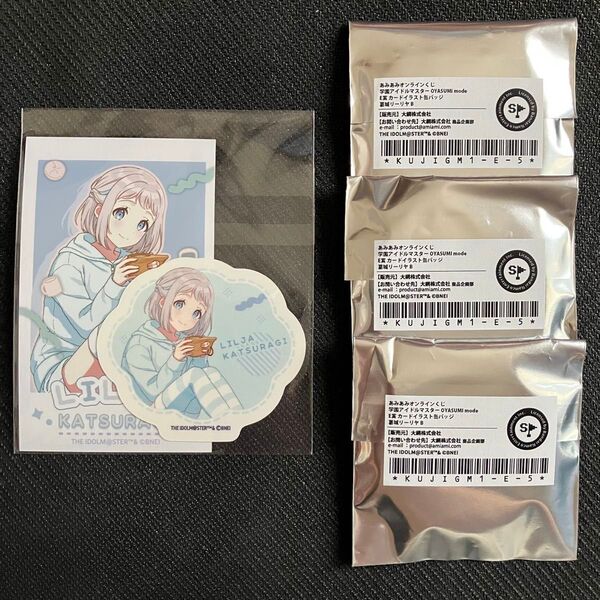 LIL
KATSURAG
THE IDOLM@STER™& ©BNEI
LILJA
KATSURAGI
THE IDOLM@STER™& ©BNEI
あみあみオンラインくじ
学園アイドルマスター OYASUMI mode
E賞 カードイラスト缶バッジ
葛城リーリヤ B
【販売元】大網株式会社
【お問い合わせ先】大網株式会社 商品企画部
e-mail : product@amiami.com
THE IDOLM@STER™& ©BNEI
*KUJIGM1-E-5*
あみあみオンラインくじ
学園アイドルマスター OYASUMI mode
E賞 カードイラスト缶バッジ
葛城リーリヤ B
【販売元】大網株式会社
【お問い合わせ先】大網株式会社 商品企画部
e-mail : product@amiami.com
THE IDOLM@STER™& ©BNEI
*KUJIGM1-E-5*
あみあみオンラインくじ
学園アイドルマスター OYASUMI mode
E賞 カードイラスト缶バッジ
葛城リーリヤ B
【販売元】大網株式会社
【お問い合わせ先】大網株式会社 商品企画部
e-mail : product@amiami.com
THE IDOLM@STER™& ©BNEI
*KUJIGM1-E-5*